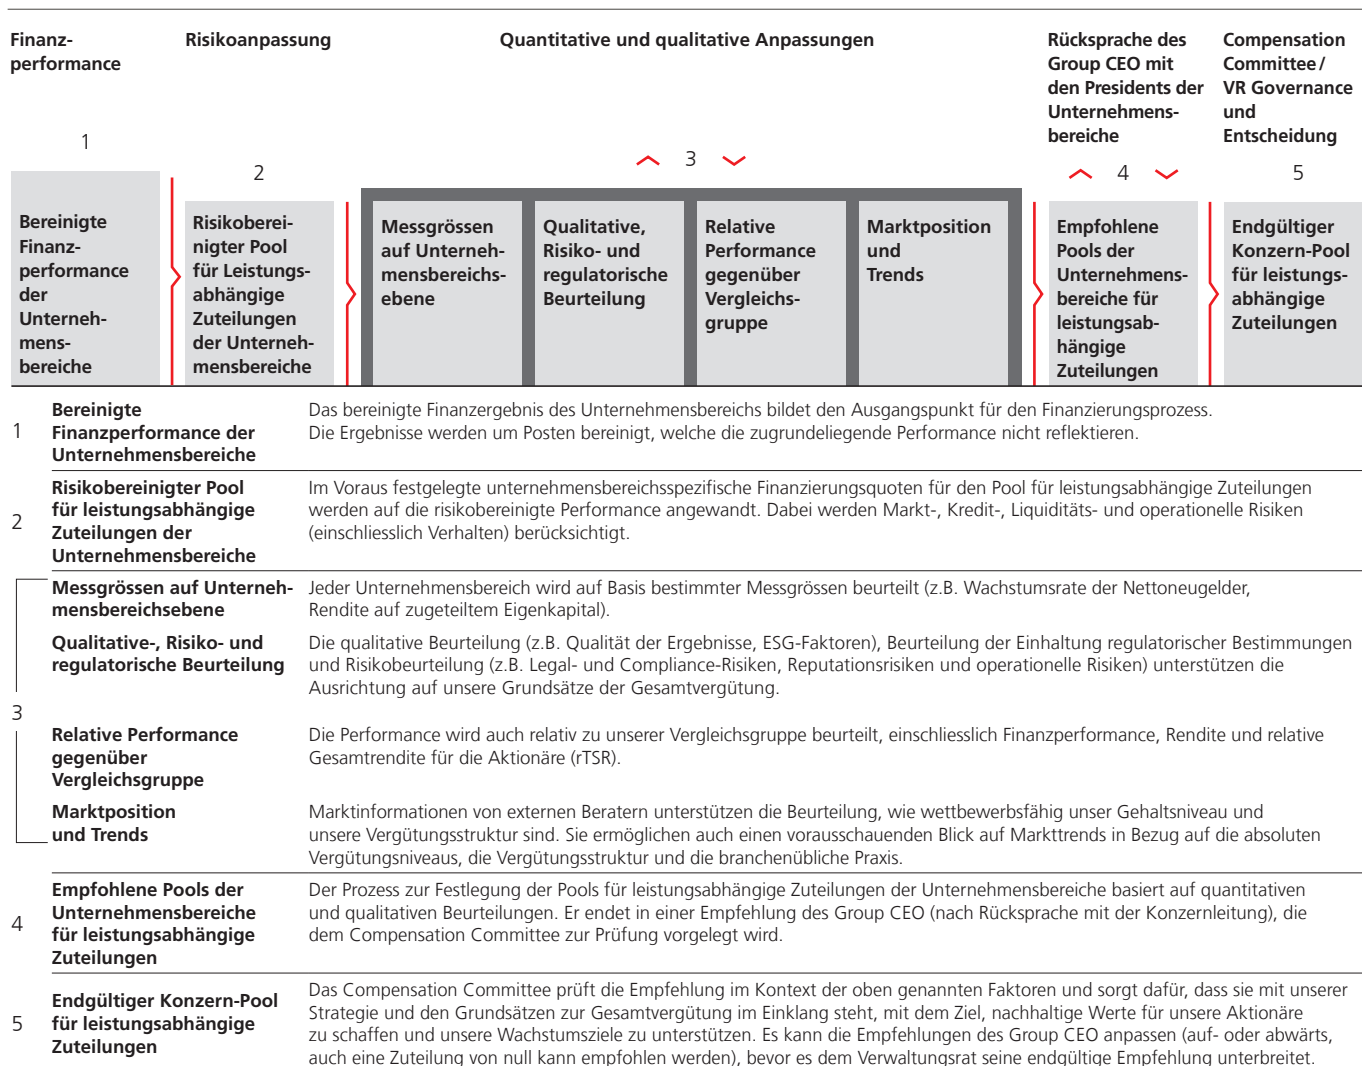 Finanz-
performance
Risikoanpassung
Quantitative und qualitative Anpassungen
Rücksprache des
Group CEO mit
den Presidents der
Unternehmens-
bereiche
Compensation
Committee/
VR Governance
und
Entscheidung
1
2
3
4
5
Bereinigte
Finanz-
performance
der
Unterneh-
mens-
bereiche
Risikoberei-
nigter Pool
für Leistungs-
abhängige
Zuteilungen
der Unterneh-
mensbereiche
Messgrössen
auf Unterneh-
mensbereichs-
ebene
Qualitative,
Risiko- und
regulatorische
Beurteilung
Relative
Performance
gegenüber
Vergleichs-
gruppe
Marktposition
und
Trends
Empfohlene
Pools der
Unternehmens-
bereiche für
leistungsab-
hängige
Zuteilungen
Endgültiger
Konzern-Pool
für leistungs-
abhängige
Zuteilungen
1
Bereinigte
Finanzperformance der
Unternehmensbereiche
Das bereinigte Finanzergebnis des Unternehmensbereichs bildet den Ausgangspunkt für den Finanzierungsprozess.
Die Ergebnisse werden um Posten bereinigt, welche die zugrundeliegende Performance nicht reflektieren.
2
Risikobereinigter Pool
für leistungsabhängige
Zuteilungen der
Unternehmensbereiche
Im Voraus festgelegte unternehmensbereichsspezifische Finanzierungsquoten für den Pool für leistungsabhängige Zuteilungen
werden auf die risikobereinigte Performance angewandt. Dabei werden Markt-, Kredit-, Liquiditäts- und operationelle Risiken
(einschliesslich Verhalten) berücksichtigt.
3
Messgrössen auf Unterneh-
mensbereichsebene
Jeder Unternehmensbereich wird auf Basis bestimmter Messgrössen beurteilt (z.B. Wachstumsrate der Nettoneugelder,
Rendite auf zugeteiltem Eigenkapital).
Qualitative-, Risiko- und
regulatorische Beurteilung
Die qualitative Beurteilung (z.B. Qualität der Ergebnisse, ESG-Faktoren), Beurteilung der Einhaltung regulatorischer Bestimmungen
und Risikobeurteilung (z.B. Legal- und Compliance-Risiken, Reputationsrisiken und operationelle Risiken) unterstützen die
Ausrichtung auf unsere Grundsätze der Gesamtvergütung.
Relative Performance
gegenüber
Vergleichsgruppe
Die Performance wird auch relativ zu unserer Vergleichsgruppe beurteilt, einschliesslich Finanzperformance, Rendite und relative
Gesamtrendite für die Aktionäre (rTSR).
Marktposition
und Trends
Marktinformationen von externen Beratern unterstützen die Beurteilung, wie wettbewerbsfähig unser Gehaltsniveau und
unsere Vergütungsstruktur sind. Sie ermöglichen auch einen vorausschauenden Blick auf Markttrends in Bezug auf die absoluten
Vergütungsniveaus, die Vergütungsstruktur und die branchenübliche Praxis.
4
Empfohlene Pools der
Unternehmensbereiche
für leistungsabhängige
Zuteilungen
Der Prozess zur Festlegung der Pools für leistungsabhängige Zuteilungen der Unternehmensbereiche basiert auf quantitativen
und qualitativen Beurteilungen. Er endet in einer Empfehlung des Group CEO (nach Rücksprache mit der Konzernleitung), die
dem Compensation Committee zur Prüfung vorgelegt wird.
5
Endgültiger Konzern-Pool
für leistungsabhängige
Zuteilungen
Das Compensation Committee prüft die Empfehlung im Kontext der oben genannten Faktoren und sorgt dafür, dass sie mit unserer
Strategie und den Grundsätzen zur Gesamtvergütung im Einklang steht, mit dem Ziel, nachhaltige Werte für unsere Aktionäre
zu schaffen und unsere Wachstumsziele zu unterstützen. Es kann die Empfehlungen des Group CEO anpassen (auf- oder abwärts,
auch eine Zuteilung von null kann empfohlen werden), bevor es dem Verwaltungsrat seine endgültige Empfehlung unterbreitet.